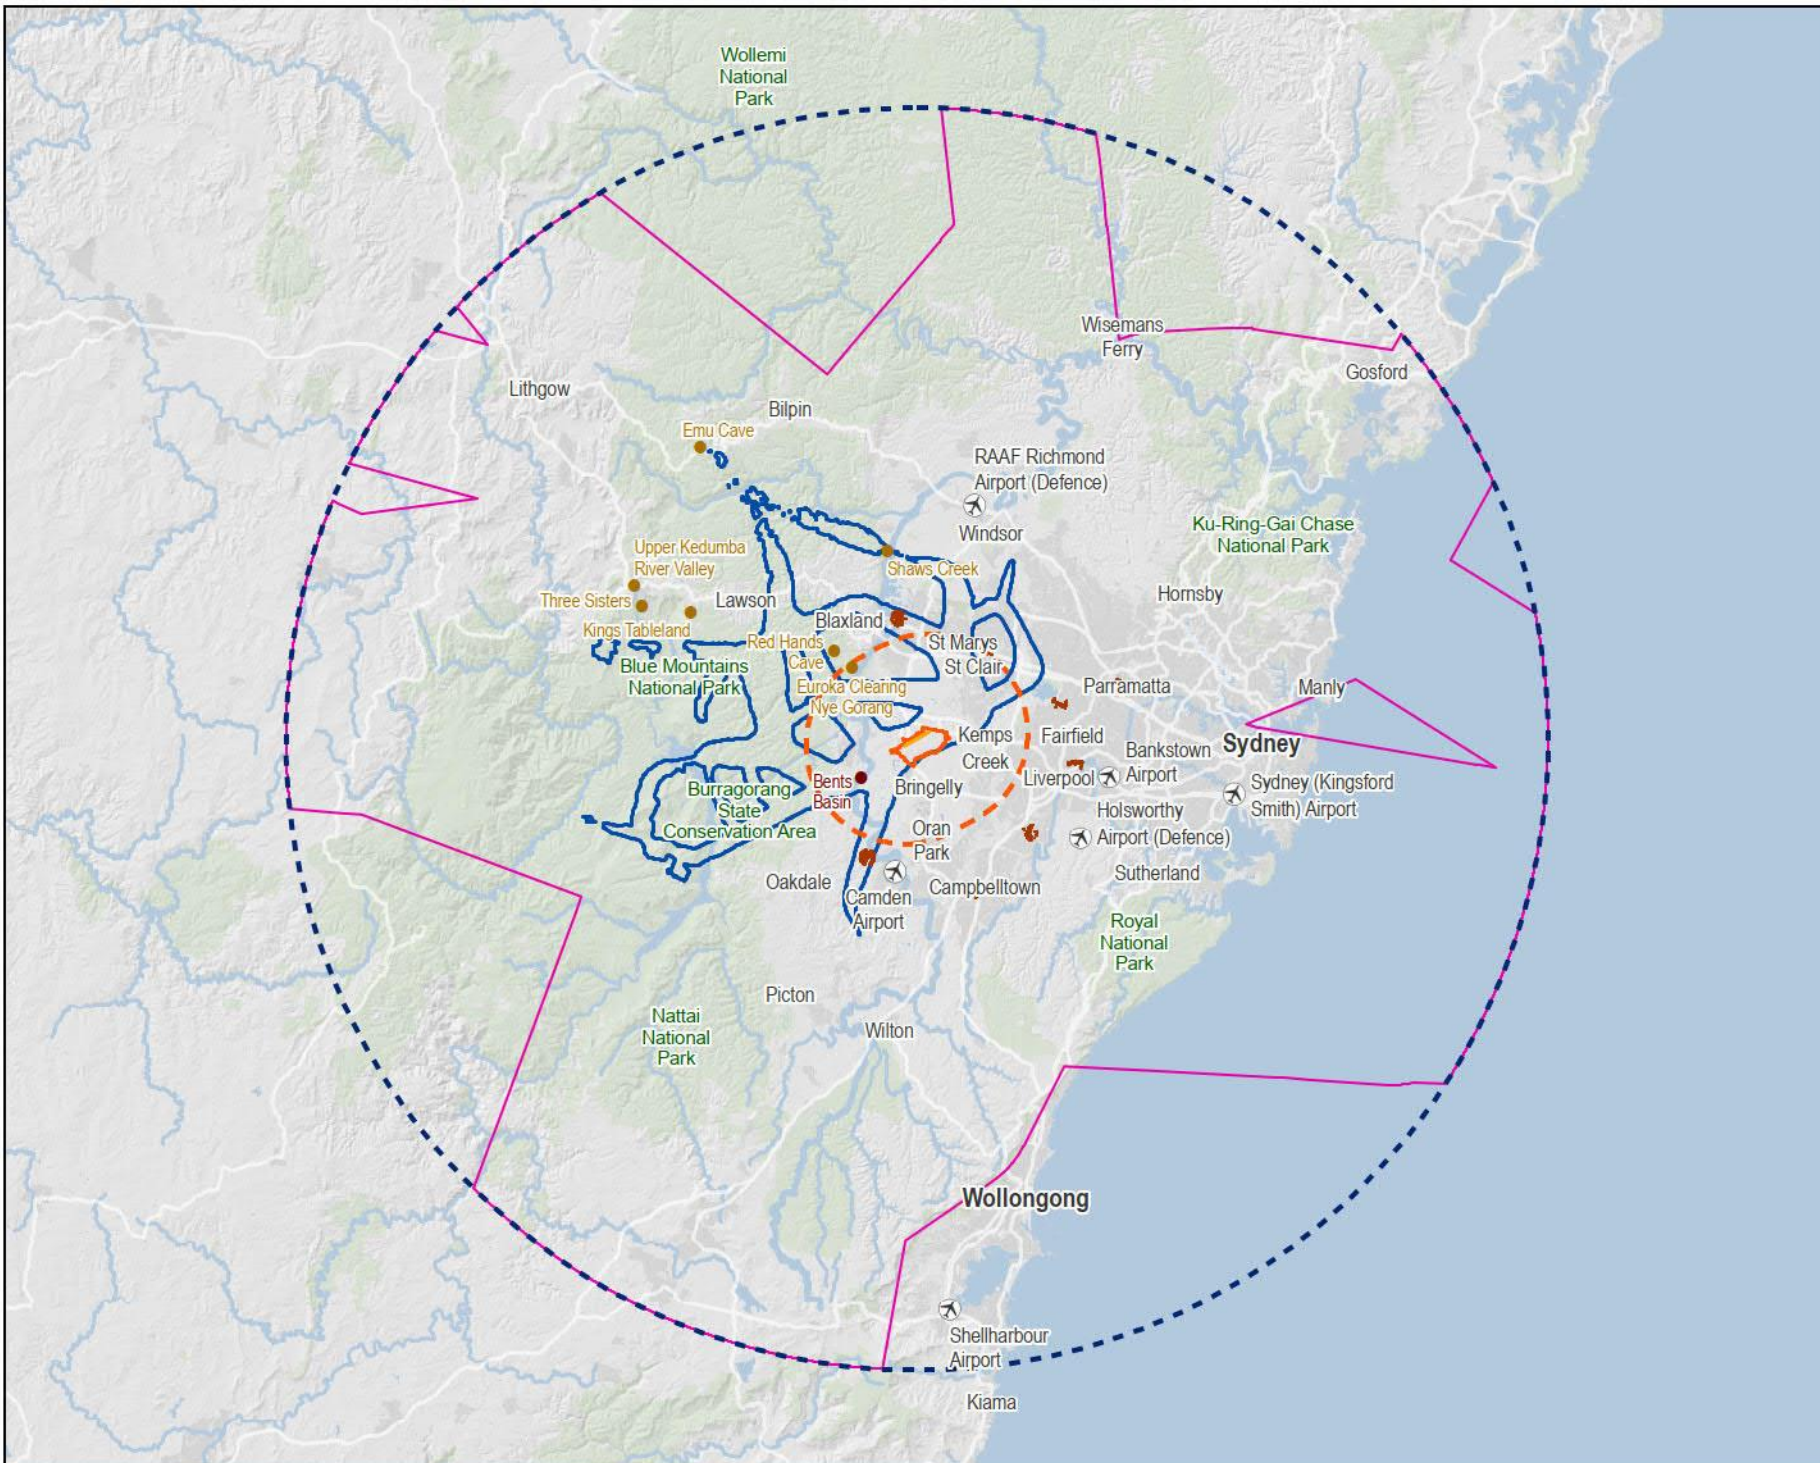 Wollemi
National
Park
Wisemans
Ferry
Gosford
Lithgow
Bilpin
Emu Cave
RAAF Richmond
Airport (Defence)
Windsor
Ku-Ring-Gai Chase
National Park
Upper Kedumba
River Valley
Shaws Creek
Three Sisters
Lawson
Hornsby
Kings Tableland
Blaxland
Red Hands
Cave
St Marys
St Clair
Blue Mountains
National Park
Euroka Clearing
Nye Gorang
Parramatta
Manly
Kemps
Creek
Fairfield
Bankstown
Airport
Sydney
Liverpool
Bents
Basin
Bringelly
Sydney (Kingsford
Smith) Airport
Burragorang
State
Conservation Area
Holsworthy
Airport (Defence)
Oran
Park
Sutherland
Oakdale
Camden
Airport
Campbelltown
Royal
National
Park
Picton
Nattai
National
Park
Wilton
Wollongong
Shellharbour
Airport
Kiama